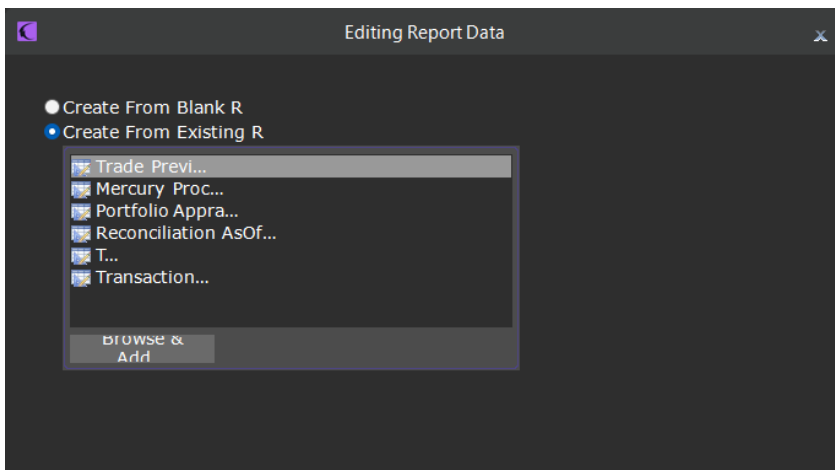 Editing Report Data
x
Create From Blank R
Create From Existing R
Trade Previ...
Mercury Proc...
Portfolio Appra...
Reconciliation AsOf...
T...
Transaction...
Browse &
Add